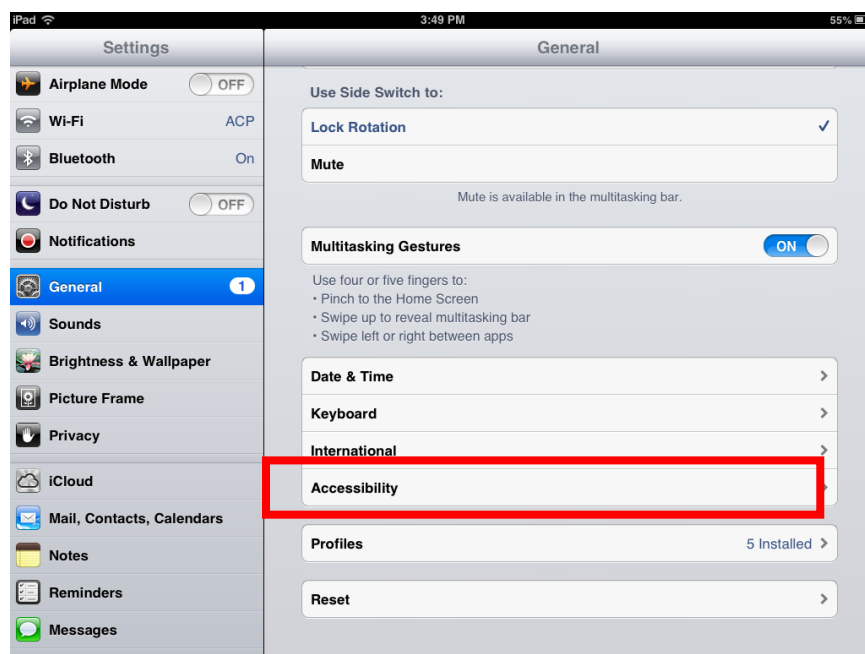 iPad 3:49 PM 55%
Settings
Airplane Mode OFF
Wi-Fi ACP
Bluetooth On
Do Not Disturb OFF
Notifications
General 1
Sounds
Brightness & Wallpaper
Picture Frame
Privacy
iCloud
Mail, Contacts, Calendars
Notes
Reminders
Messages
General
Use Side Switch to:
Lock Rotation
Mute
Mute is available in the multitasking bar.
Multitasking Gestures ON
Use four or five fingers to:
• Pinch to the Home Screen
• Swipe up to reveal multitasking bar
• Swipe left or right between apps
Date & Time
Keyboard
International
Accessibility
Profiles 5 Installed
Reset